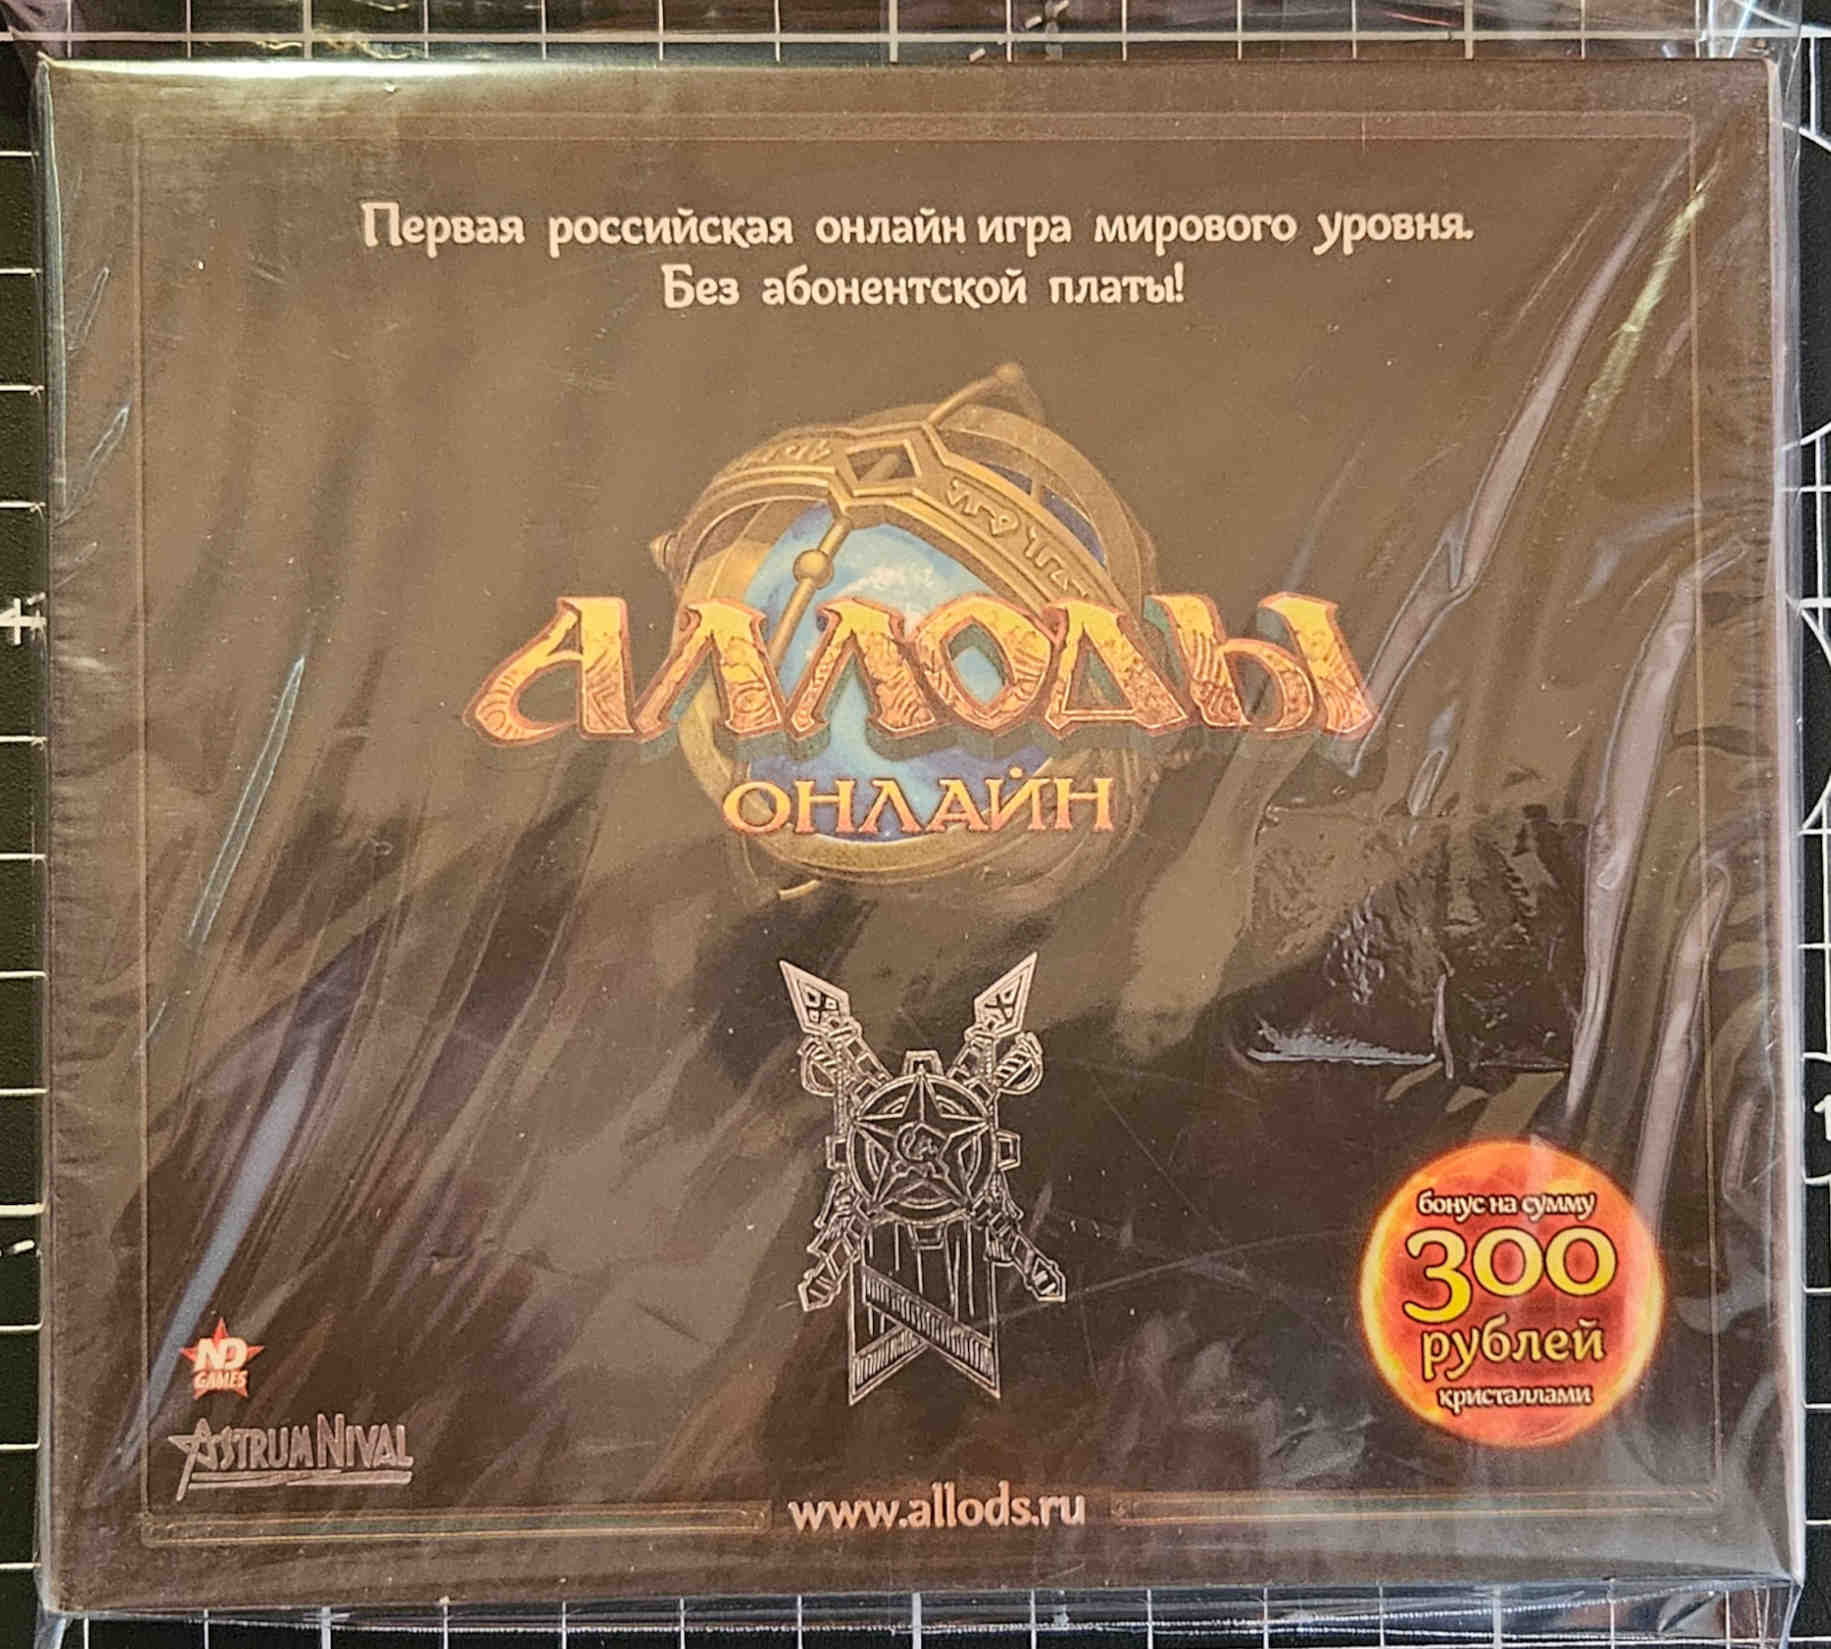 Первая российская онлайн игра мирового уровня.
Без абонентской платы!
АЛЛОДЫ
ОНЛАЙН
бонус на сумму
300
рублей
кристаллами
ND
GAMES
ASTRUM NIVAL
www.allods.ru